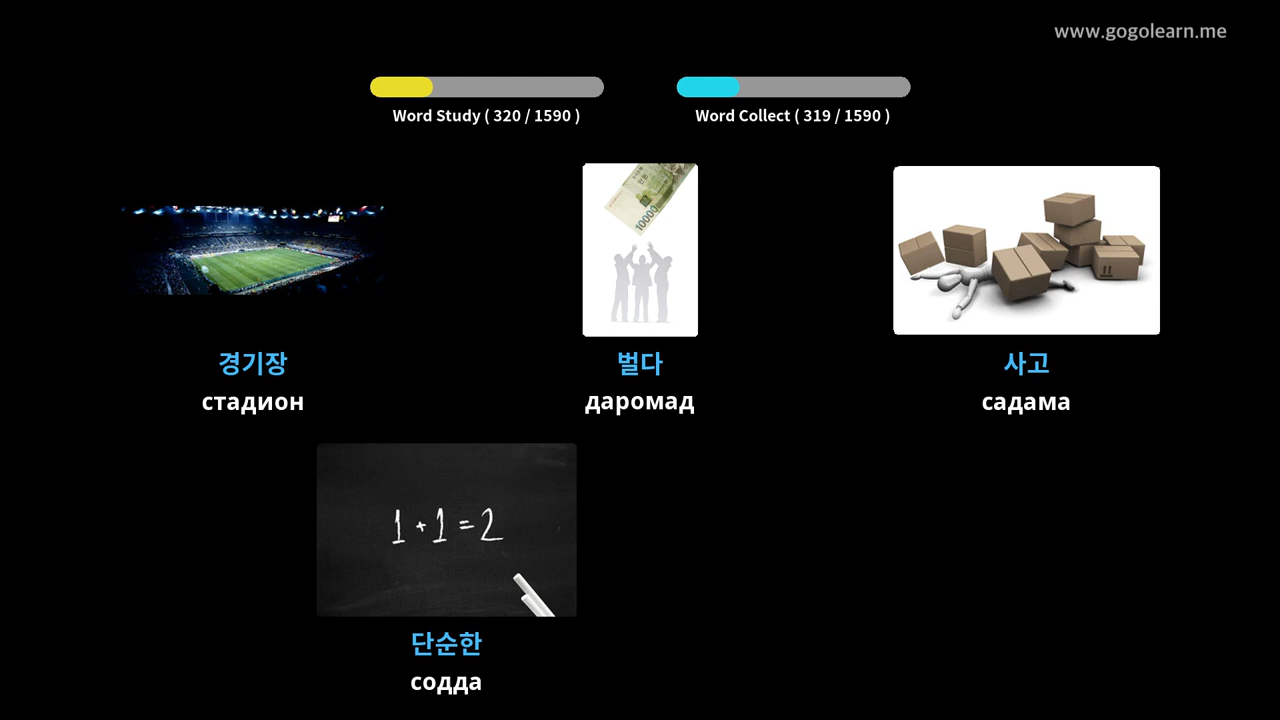 www.gogolearn.me
Word Study ( 320 / 1590 )
Word Collect ( 319 / 1590 )
10000
경기장
стадион
벌다
даромад
사고
садама
1 + 1 = 2
단순한
содда